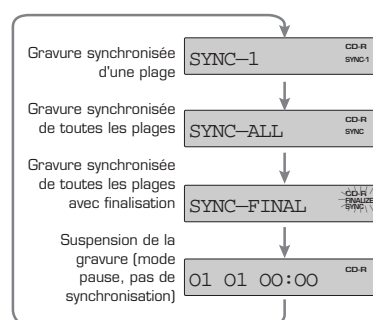 Gravure synchronisée
d'une plage
SYNC–1
CD-R
SYNC-1
Gravure synchronisée
de toutes les plages
SYNC–ALL
CD-R
SYNC
Gravure synchronisée
de toutes les plages
avec finalisation
SYNC–FINAL
CD-R
FINALIZE
SYNC
Suspension de la
gravure (mode
pause, pas de
synchronisation)
01 01 00:00
CD-R